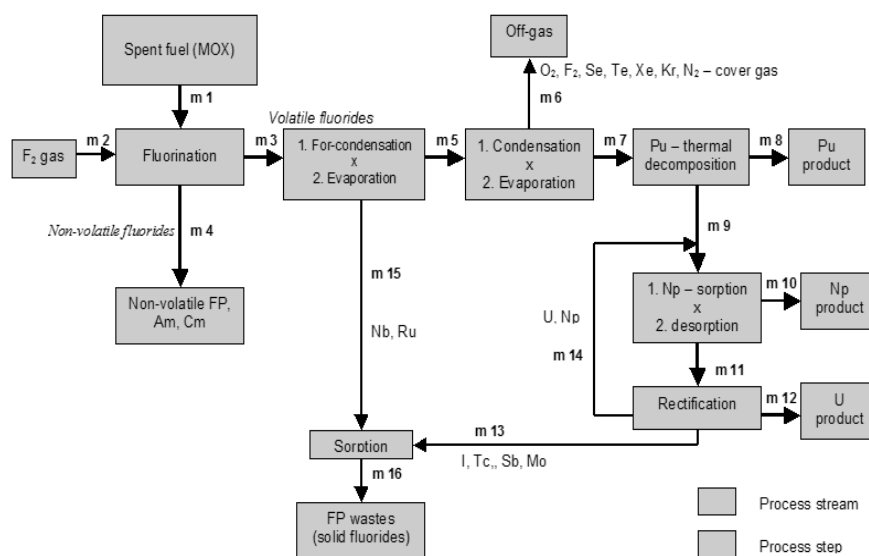 Off-gas
Spent fuel (MOX)
O2, F2, Se, Te, Xe, Kr, N2 – cover gas
m 1
m 6
Volatile fluorides
m 2
m 3
m 5
m 7
m 8
F2 gas
Fluorination
1. For-condensation
x
2. Evaporation
1. Condensation
x
2. Evaporation
Pu – thermal
decomposition
Pu
product
Non-volatile fluorides
m 4
m 9
m 15
Non-volatile FP,
Am, Cm
1. Np – sorption
x
2. desorption
m 10
Np
product
U, Np
Nb, Ru
m 14
m 11
Rectification
m 12
U
product
m 13
Sorption
I, Tc,, Sb, Mo
m 16
FP wastes
(solid fluorides)
Process stream
Process step